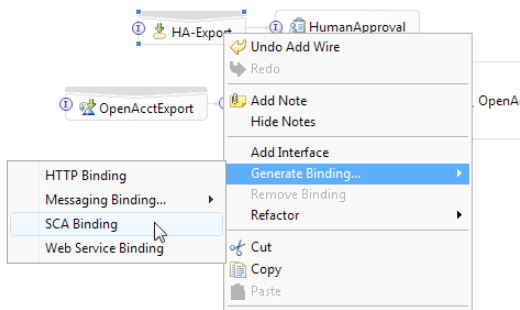 HA-Export
HumanApproval
Undo Add Wire
Redo
OpenAcctExport
Add Note
OpenAc
Hide Notes
Add Interface
Generate Binding...
Remove Binding
Refactor
HTTP Binding
Messaging Binding...
SCA Binding
Web Service Binding
Cut
Copy
Paste